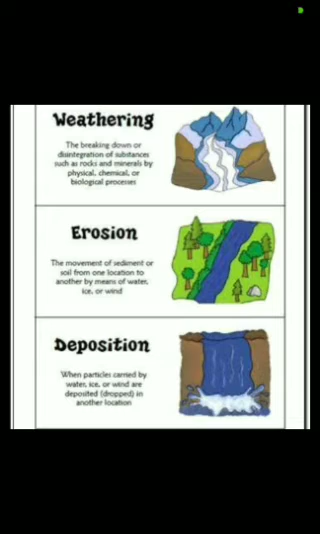 Weathering
The breaking down or
disintegration of substances
such as rocks and minerals by
physical, chemical, or
biological processes
Erosion
The movement of sediment or
soil from one location to
another by means of water,
ice, or wind
Deposition
When particles carried by
water, ice, or wind are
deposited (dropped) in
another location